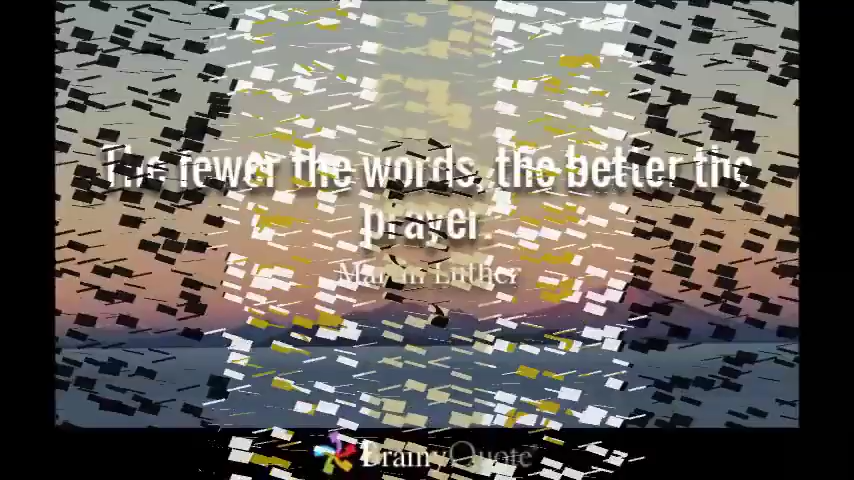 The fewer the words, the better the
prayer.
Martin Luther
BrainyQuote